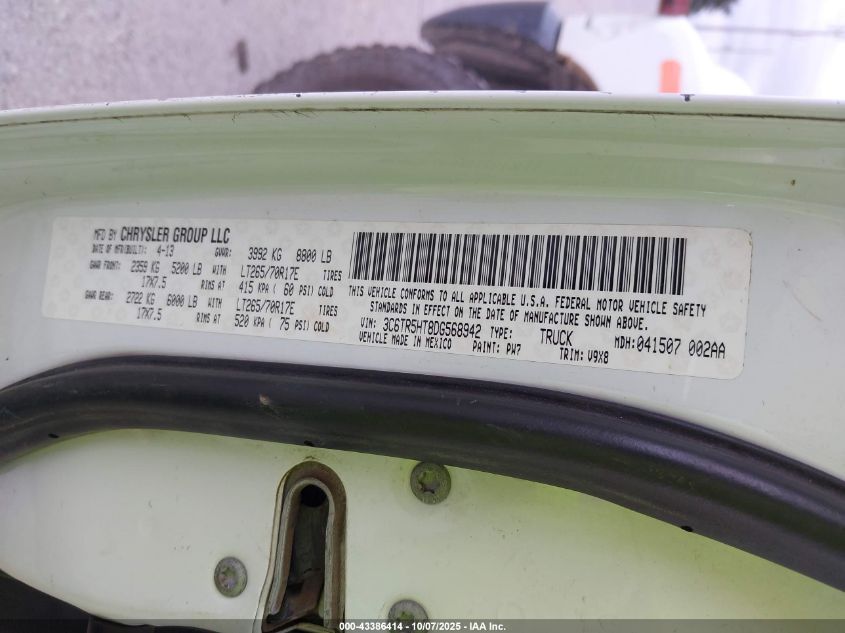 MFD BY CHRYSLER GROUP LLC
DATE OF MFR(BUILT): 4-13 GVWR: 3992 KG 8800 LB
GAWR FRONT: 2359 KG 5200 LB WITH LT265/70R17E TIRES
17X7.5 RIMS AT 415 KPA ( 60 PSI) COLD
GAWR REAR: 2722 KG 6000 LB WITH LT265/70R17E TIRES
17X7.5 RIMS AT 520 KPA ( 75 PSI) COLD
THIS VEHICLE CONFORMS TO ALL APPLICABLE U.S.A. FEDERAL MOTOR VEHICLE SAFETY
STANDARDS IN EFFECT ON THE DATE OF MANUFACTURE SHOWN ABOVE.
VIN: 3C6TR5HT8DG568942 TYPE: TRUCK MDH:041507 002AA
VEHICLE MADE IN MEXICO PAINT: PW7 TRIM: V9X8
© 43386414 - 10/07/2025 - IAA Inc.